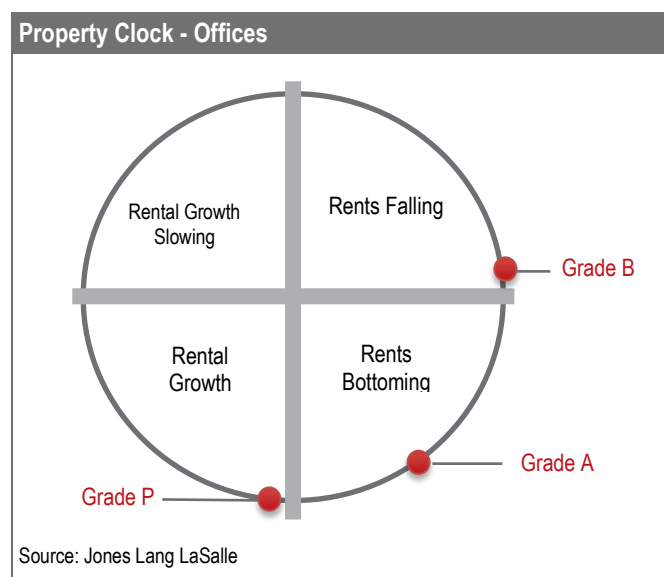 Property Clock - Offices
Rental Growth
Slowing
Rents Falling
Grade B
Rental
Growth
Rents
Bottoming
Grade A
Grade P
Source: Jones Lang LaSalle